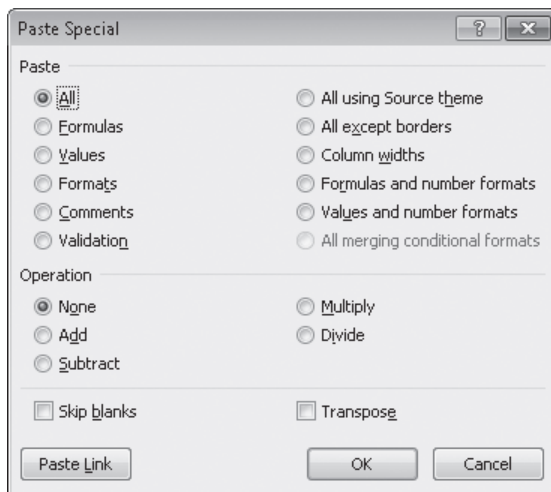 Paste Special
Paste
All
All using Source theme
Formulas
All except borders
Values
Column widths
Formats
Formulas and number formats
Comments
Values and number formats
Validation
All merging conditional formats
Operation
None
Multiply
Add
Divide
Subtract
Skip blanks
Transpose
Paste Link
OK
Cancel